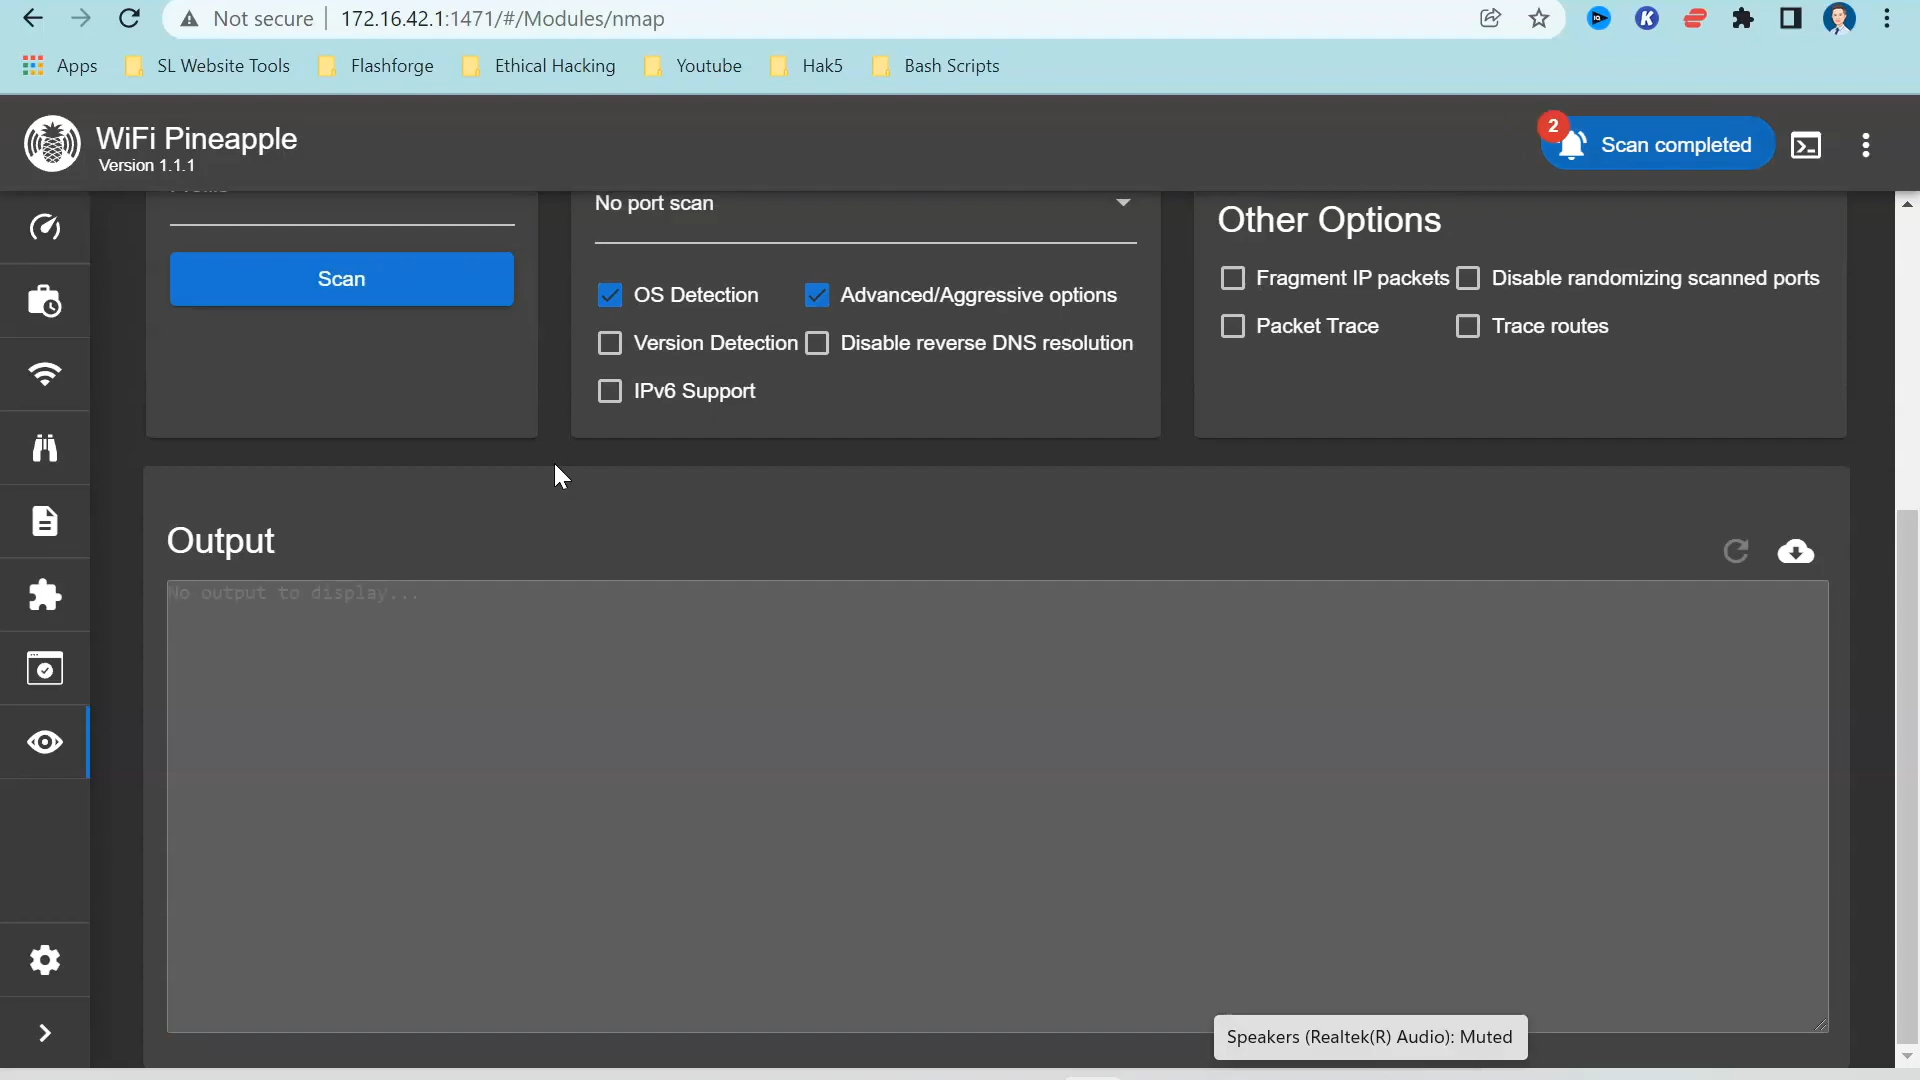 Not secure
172.16.42.1:1471/#/Modules/nmap
Apps
SL Website Tools
Flashforge
Ethical Hacking
Youtube
Hak5
Bash Scripts
WiFi Pineapple
Version 1.1.1
2
Scan completed
Scan
No port scan
OS Detection
Advanced/Aggressive options
Version Detection
Disable reverse DNS resolution
IPv6 Support
Other Options
Fragment IP packets
Disable randomizing scanned ports
Packet Trace
Trace routes
Output
No output to display...
Speakers (Realtek(R) Audio): Muted